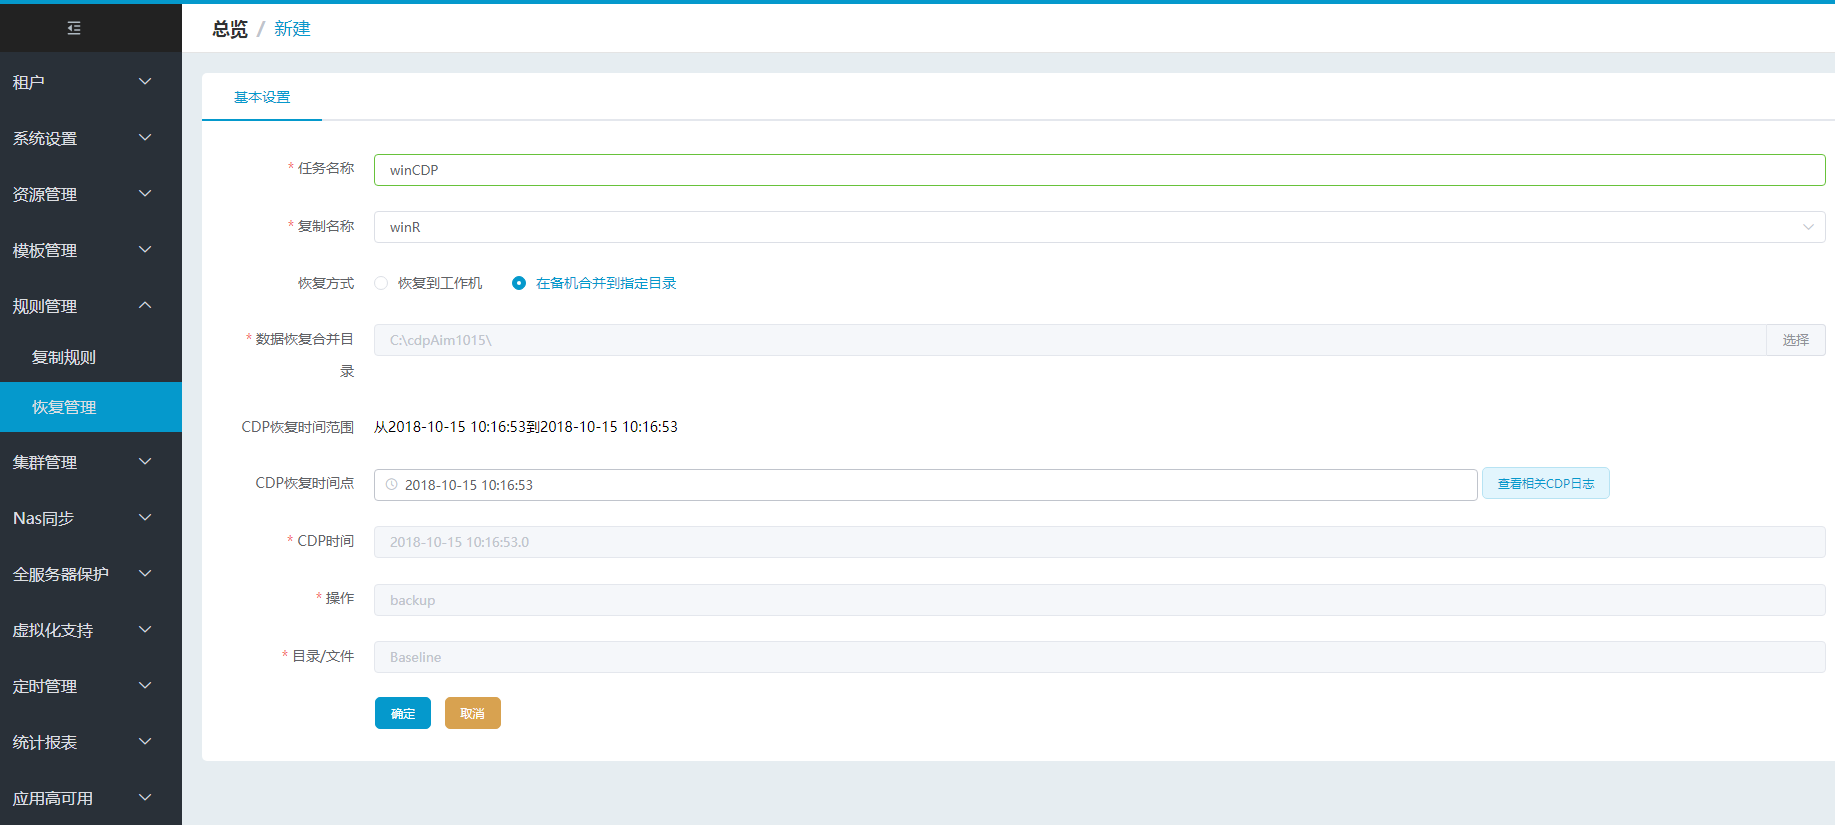 总览 / 新建
租户
系统设置
资源管理
模板管理
规则管理
复制规则
恢复管理
集群管理
Nas同步
全服务器保护
虚拟化支持
定时管理
统计报表
应用高可用
基本设置
* 任务名称 winCDP
* 复制名称 winR
恢复方式 恢复到工作机 在备机合并到指定目录
* 数据恢复合并目 C:\cdpAim1015\ 选择
录
CDP恢复时间范围 从2018-10-15 10:16:53到2018-10-15 10:16:53
CDP恢复时间点 2018-10-15 10:16:53 查看相关CDP日志
* CDP时间 2018-10-15 10:16:53.0
* 操作 backup
* 目录/文件 Baseline
确定 取消